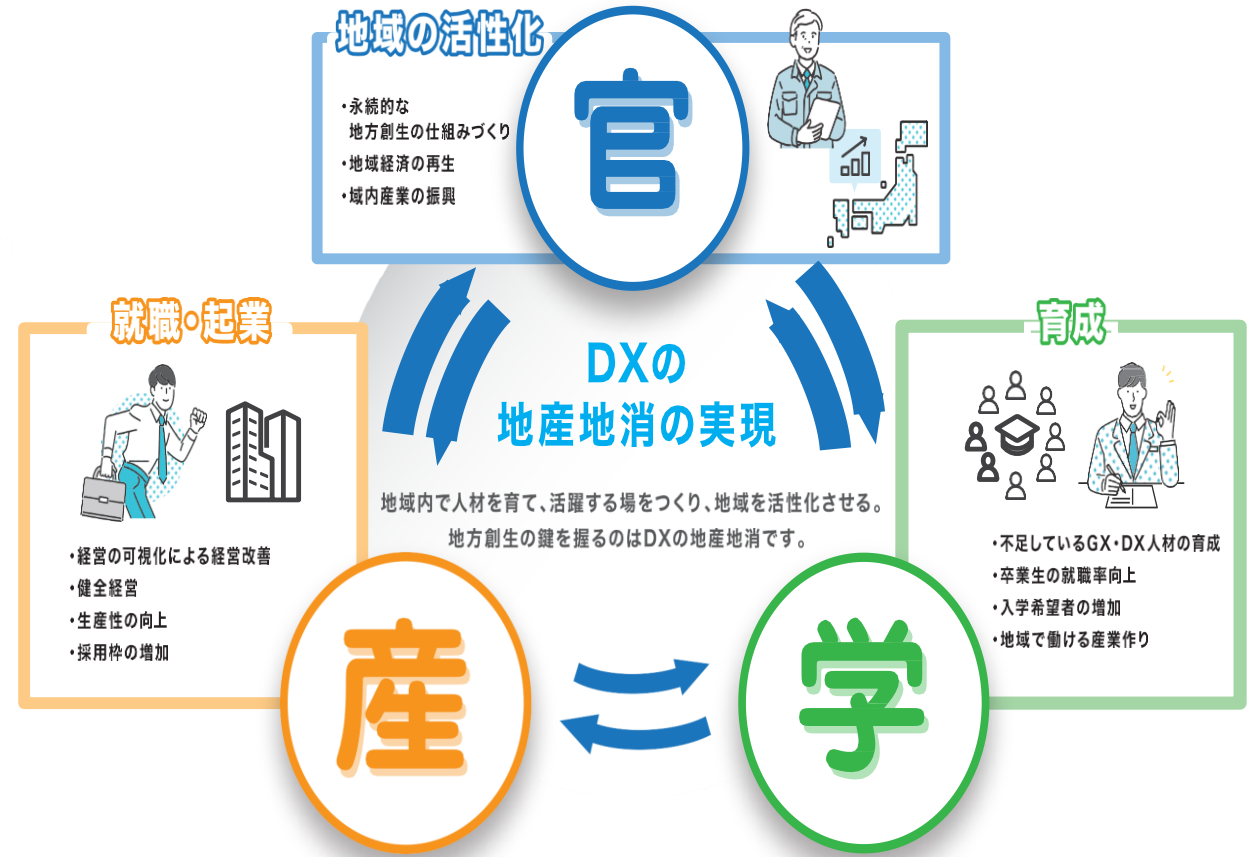 地域の活性化
・永続的な
地方創生の仕組みづくり
・地域経済の再生
・域内産業の振興
官
就職・起業
・経営の可視化による経営改善
・健全経営
・生産性の向上
・採用枠の増加
産
DXの
地産地消の実現
地域内で人材を育て、活躍する場をつくり、地域を活性化させる。
地方創生の鍵を握るのはDXの地産地消です。
育成
・不足しているGX・DX人材の育成
・卒業生の就職率向上
・入学希望者の増加
・地域で働ける産業作り
学